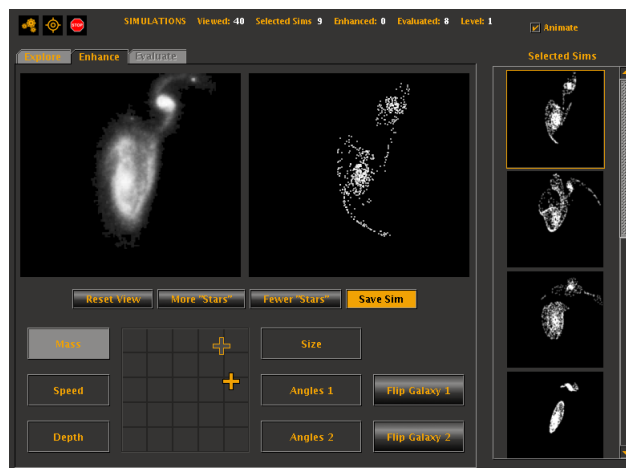 SIMULATIONS Viewed: 40 Selected Sims 9 Enhanced: 0 Evaluated: 8 Level: 1
STOP
Animate
Explore Enhance Evaluate
Selected Sims
Reset View More "Stars" Fewer "Stars" Save Sim
Mass Size
Speed Angles 1 Flip Galaxy 1
Depth Angles 2 Flip Galaxy 2